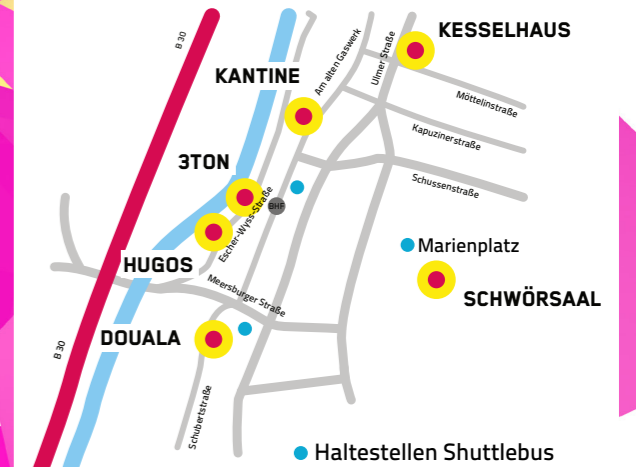 KESSELHAUS
B 30
Am alten Gaswerk
Ulmer Straße
KANTINE
Möttelinstraße
Kapuzinerstraße
3TON
Schussenstraße
BHF
Escher-Wyss-Straße
Marienplatz
HUGOS
Meersburger Straße
SCHWÖRSAAL
DOUALA
B 30
Schubertstraße
Haltestellen Shuttlebus